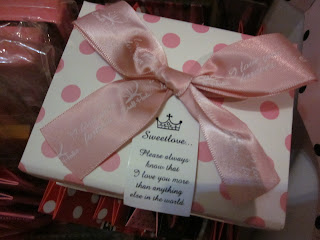 Sweetlove...
Please always
know that
I love you more
than anything
else in the world.